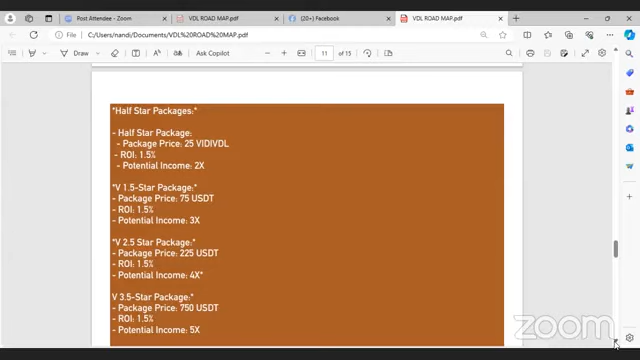 Post Attendee - Zoom
VDL ROAD MAP.pdf
(20+) Facebook
VDL ROAD MAP.pdf
File
C:/Users/nandi/Documents/VDL%20ROAD%20MAP.pdf
Draw
Ask Copilot
11
of 15
*Half Star Packages:*
- Half Star Package:
- Package Price: 25 VIDIVDL
- ROI: 1.5%
- Potential Income: 2X
*V 1.5-Star Package:*
- Package Price: 75 USDT
- ROI: 1.5%
- Potential Income: 3X
*V 2.5 Star Package:*
- Package Price: 225 USDT
- ROI: 1.5%
- Potential Income: 4X*
V 3.5-Star Package:*
- Package Price: 750 USDT
- ROI: 1.5%
- Potential Income: 5X
zoom